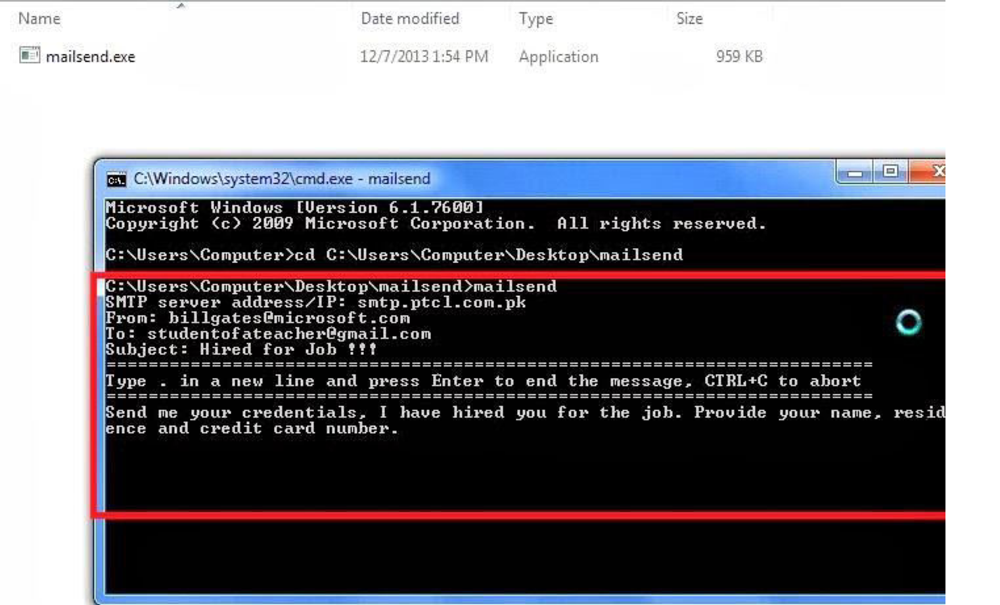 Name Date modified Type Size
mailsend.exe 12/7/2013 1:54 PM Application 959 KB
C:\Windows\system32\cmd.exe - mailsend
Microsoft Windows [Version 6.1.7600]
Copyright (c) 2009 Microsoft Corporation.  All rights reserved.
C:\Users\Computer>cd C:\Users\Computer\Desktop\mailsend
C:\Users\Computer\Desktop\mailsend>mailsend
SMTP server address/IP: smtp.ptcl.com.pk
From: billgates@microsoft.com
To: studentofateacher@gmail.com
Subject: Hired for Job !!!
=========================================================================
Type . in a new line and press Enter to end the message, CTRL+C to abort
=========================================================================
Send me your credentials, I have hired you for the job. Provide your name, resid
ence and credit card number.